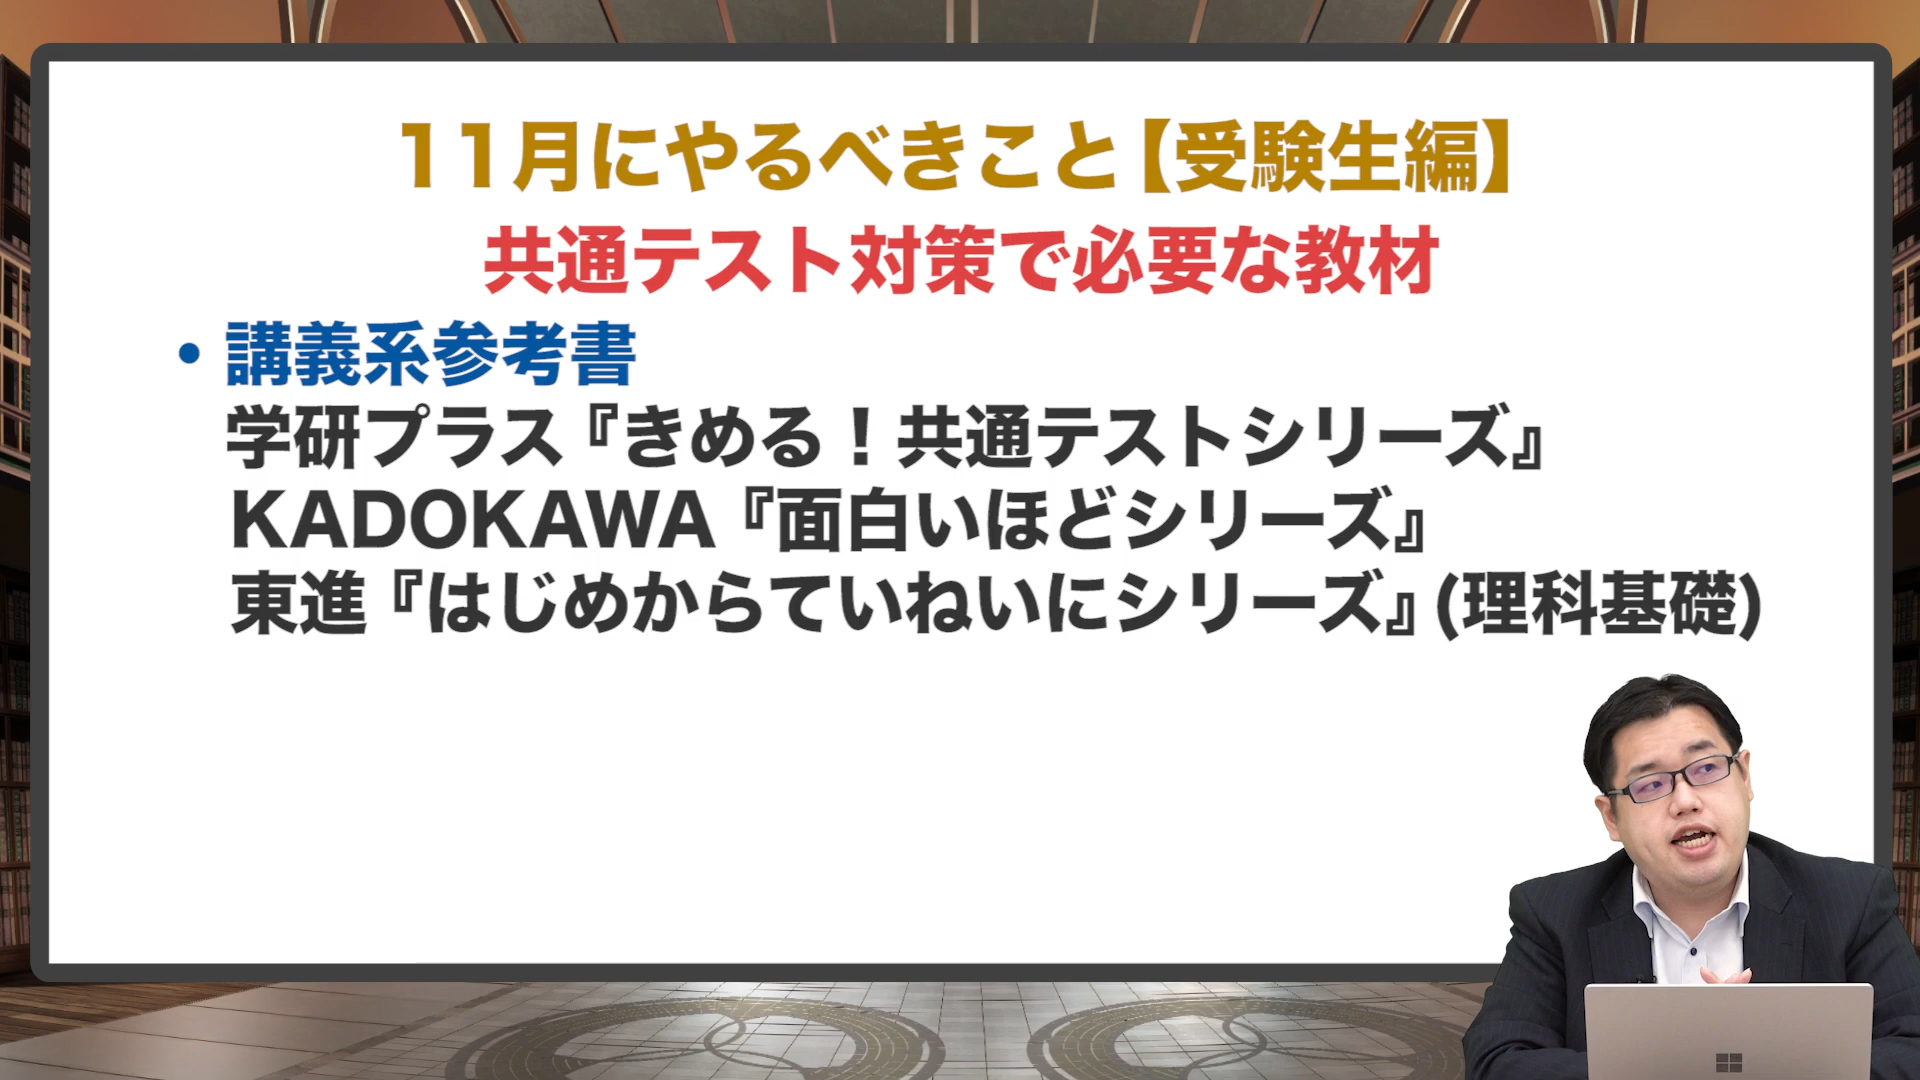 11月にやるべきこと【受験生編】
共通テスト対策で必要な教材
• 講義系参考書
学研プラス『きめる！共通テストシリーズ』
KADOKAWA『面白いほどシリーズ』
東進『はじめからていねいにシリーズ』(理科基礎)